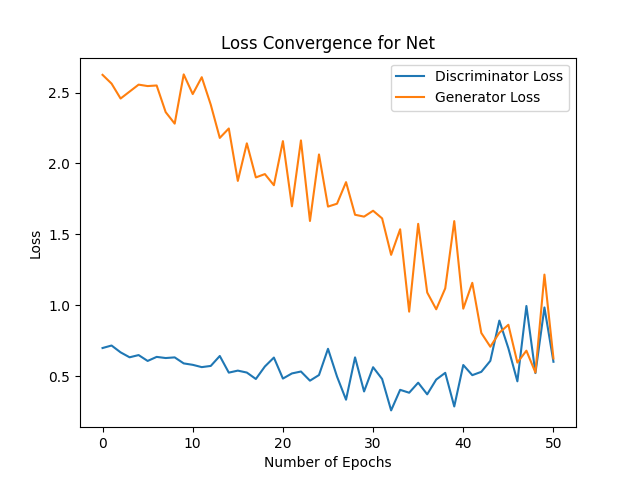 Loss Convergence for Net
Discriminator Loss
Generator Loss
2.5
2.0
1.5
1.0
0.5
Loss
0 10 20 30 40 50
Number of Epochs